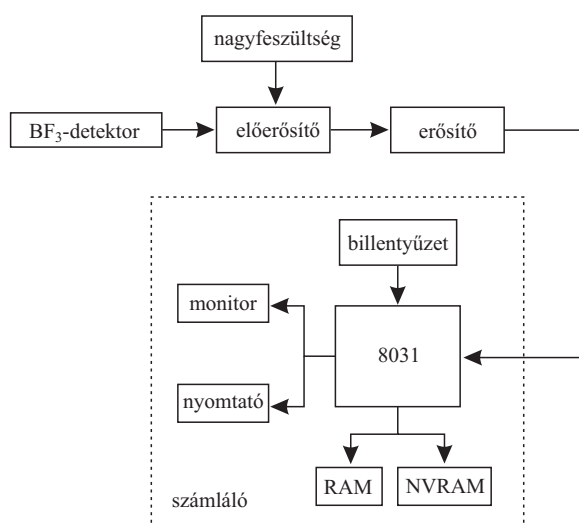 nagyfeszültség
BF₃-detektor
előerősítő
erősítő
billentyűzet
monitor
8031
nyomtató
RAM
NVRAM
számláló